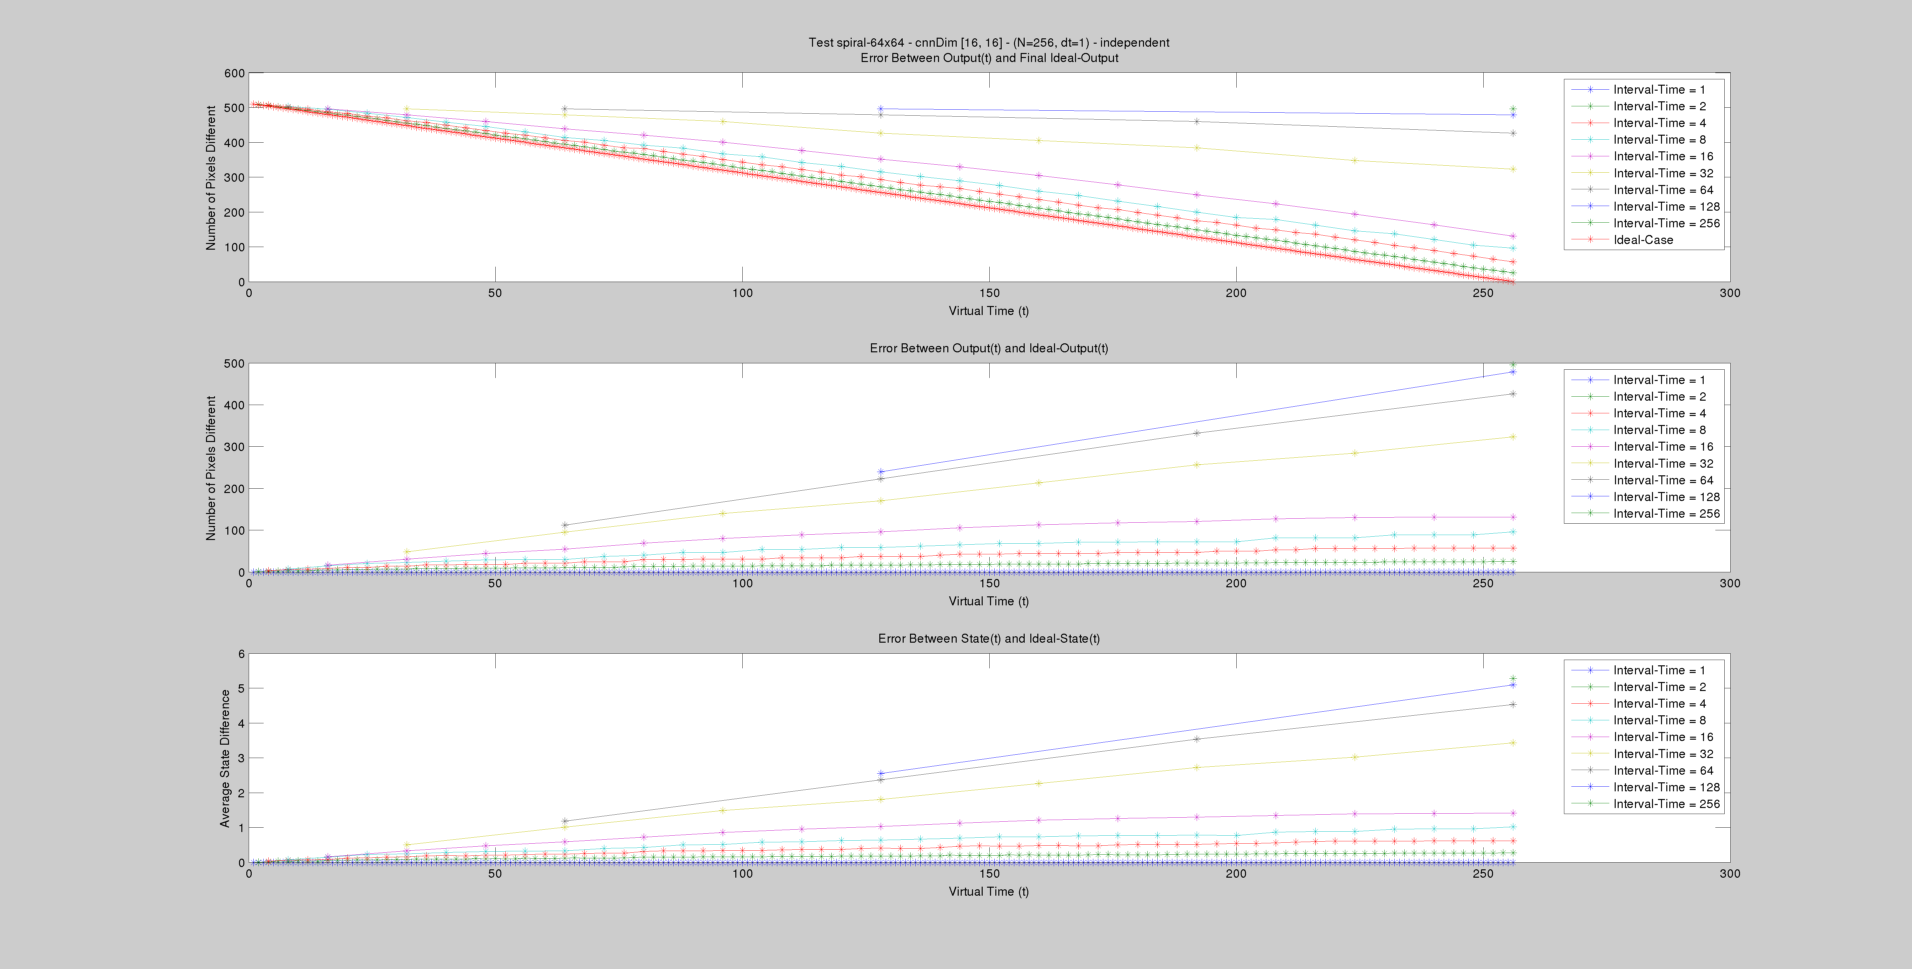 Test spiral-64x64 - cnnDim [16, 16] - (N=256, dt=1) - independent
Error Between Output(t) and Final Ideal-Output
Number of Pixels Different
600
500
400
300
200
100
0
0 50 100 150 200 250 300
Virtual Time (t)
Interval-Time = 1
Interval-Time = 2
Interval-Time = 4
Interval-Time = 8
Interval-Time = 16
Interval-Time = 32
Interval-Time = 64
Interval-Time = 128
Interval-Time = 256
Ideal-Case
Error Between Output(t) and Ideal-Output(t)
Number of Pixels Different
500
400
300
200
100
0
0 50 100 150 200 250 300
Virtual Time (t)
Interval-Time = 1
Interval-Time = 2
Interval-Time = 4
Interval-Time = 8
Interval-Time = 16
Interval-Time = 32
Interval-Time = 64
Interval-Time = 128
Interval-Time = 256
Error Between State(t) and Ideal-State(t)
Average State Difference
6
5
4
3
2
1
0
0 50 100 150 200 250 300
Virtual Time (t)
Interval-Time = 1
Interval-Time = 2
Interval-Time = 4
Interval-Time = 8
Interval-Time = 16
Interval-Time = 32
Interval-Time = 64
Interval-Time = 128
Interval-Time = 256